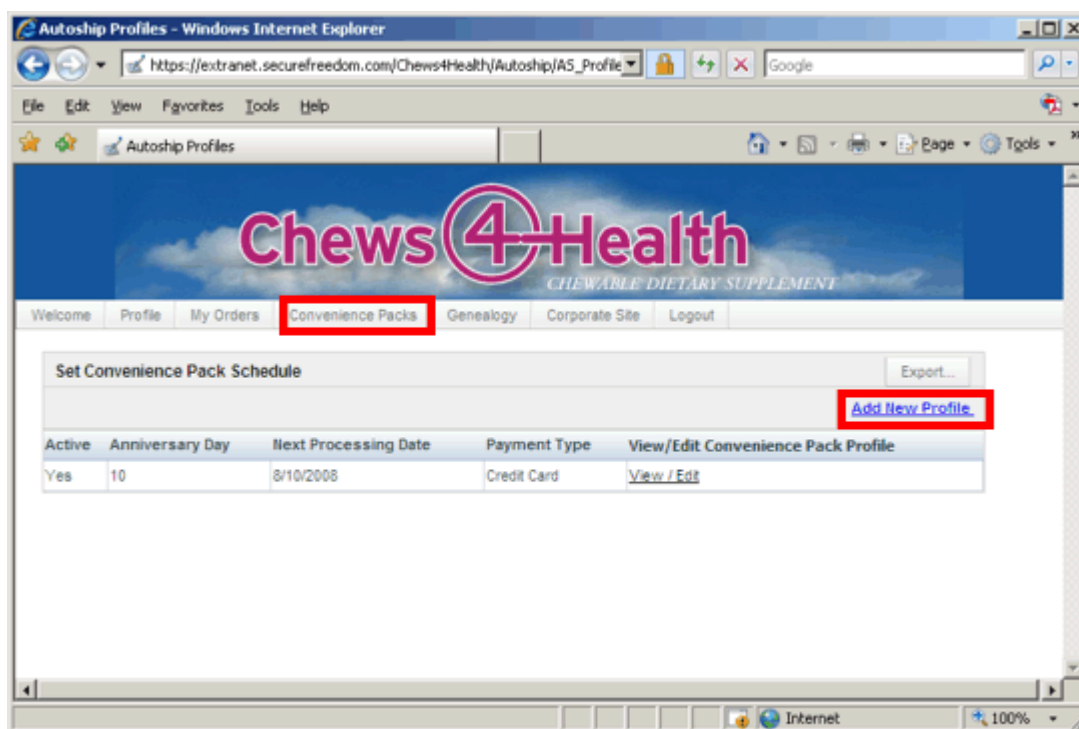 Autoship Profiles - Windows Internet Explorer
https://extranet.securefreedom.com/Chews4Health/Autoship/AS_Profile
Google
File Edit View Favorites Tools Help
Autoship Profiles
Page Tools
Chews 4 Health
CHEWABLE DIETARY SUPPLEMENT
Welcome Profile My Orders Convenience Packs Genealogy Corporate Site Logout
Set Convenience Pack Schedule Export...
Add New Profile
Active Anniversary Day Next Processing Date Payment Type View/Edit Convenience Pack Profile
Yes 10 8/10/2008 Credit Card View / Edit
Internet 100%